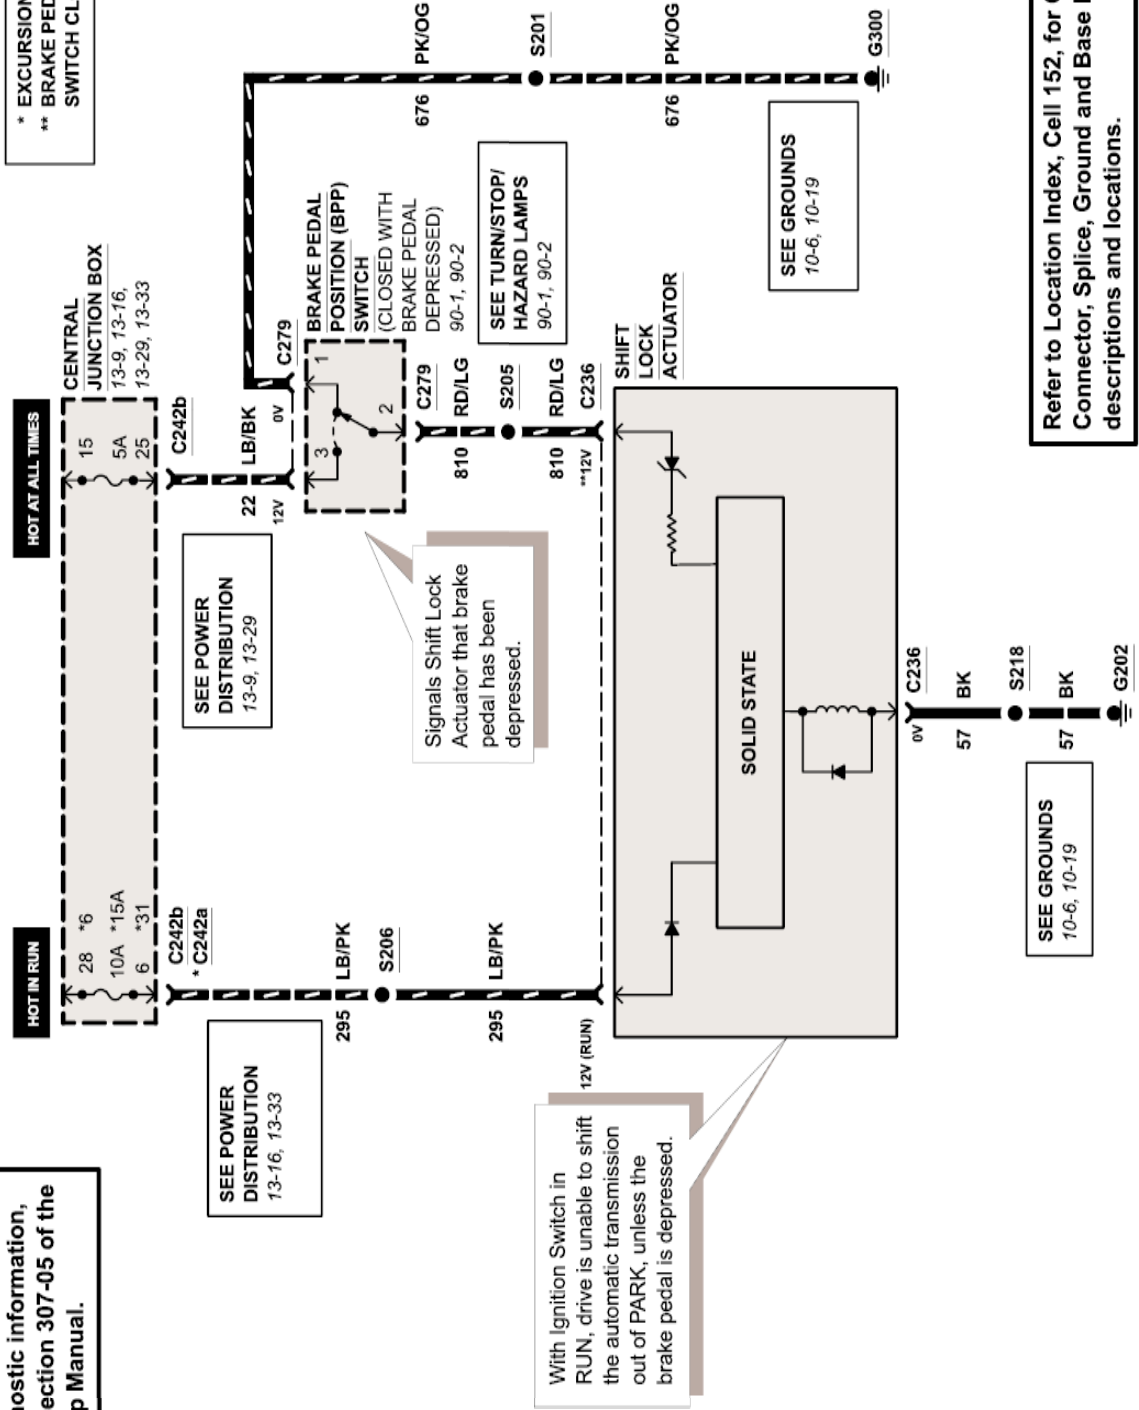 nostic information,
ection 307-05 of the
p Manual.
* EXCURSION
** BRAKE PED
SWITCH CL
HOT IN RUN
HOT AT ALL TIMES
28 *6
10A *15A
6 *31
15
5A
25
CENTRAL
JUNCTION BOX
13-9, 13-16,
13-29, 13-33
C242b
* C242a
C242b
SEE POWER
DISTRIBUTION
13-16, 13-33
SEE POWER
DISTRIBUTION
13-9, 13-29
22 LB/BK
12V
0V
C279
3
1
2
BRAKE PEDAL
POSITION (BPP)
SWITCH
(CLOSED WITH
BRAKE PEDAL
DEPRESSED)
90-1, 90-2
676 PK/OG
S201
676 PK/OG
G300
295 LB/PK
S206
295 LB/PK
Signals Shift Lock
Actuator that brake
pedal has been
depressed.
C279
810 RD/LG
S205
810 RD/LG
**12V
C236
SEE TURN/STOP/
HAZARD LAMPS
90-1, 90-2
12V (RUN)
SHIFT
LOCK
ACTUATOR
With Ignition Switch in
RUN, drive is unable to shift
the automatic transmission
out of PARK, unless the
brake pedal is depressed.
SOLID STATE
SEE GROUNDS
10-6, 10-19
0V
C236
57 BK
S218
57 BK
G202
SEE GROUNDS
10-6, 10-19
Refer to Location Index, Cell 152, for
Connector, Splice, Ground and Base
descriptions and locations.